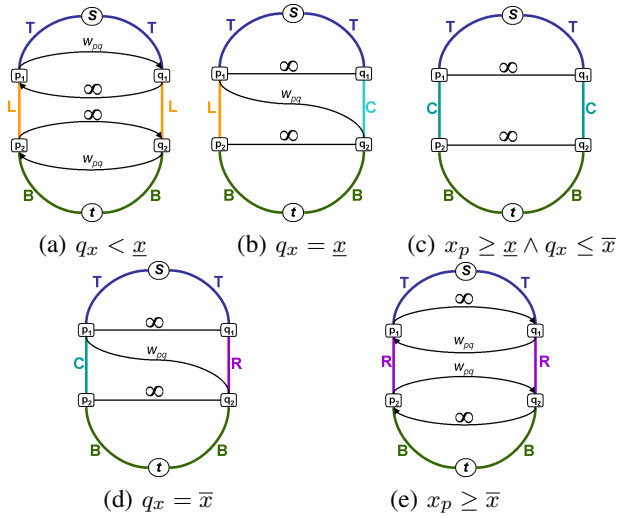 S
T T
w_pq
p₁ q₁
∞
L L
∞
p₂ q₂
w_pq
B B
t
(a) q_x < x̲
S
T T
∞
p₁ q₁
w_pq
L C
∞
p₂ q₂
B B
t
(b) q_x = x̲
S
T T
∞
p₁ q₁
C C
∞
p₂ q₂
B B
t
(c) x_p ≥ x̲ ∧ q_x ≤ x̅
S
T T
∞
p₁ q₁
w_pq
C R
∞
p₂ q₂
B B
t
(d) q_x = x̅
S
T T
∞
p₁ q₁
w_pq
R R
w_pq
p₂ q₂
∞
B B
t
(e) x_p ≥ x̅